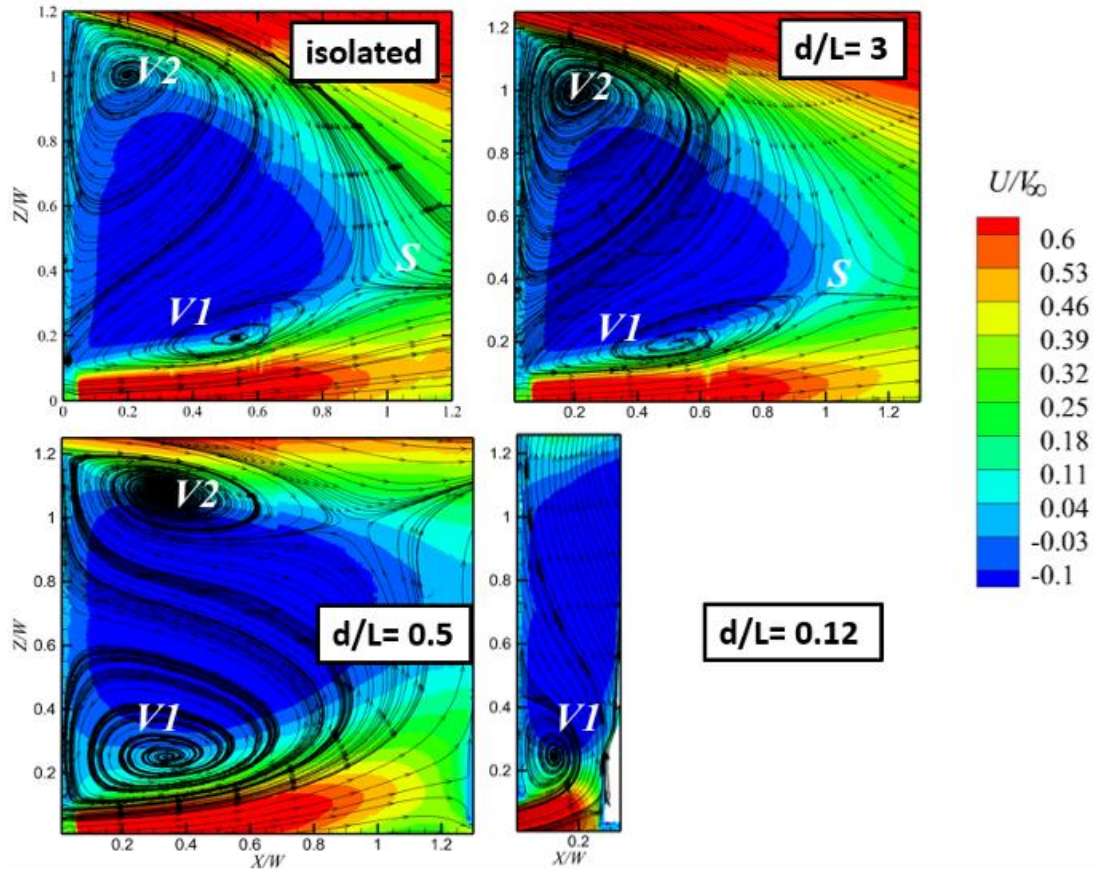 isolated
V2
V1
S
Z/W
1.2
1
0.8
0.6
0.4
0.2
0
0 0.2 0.4 0.6 0.8 1 1.2
d/L= 3
V2
V1
S
1.2
1
0.8
0.6
0.4
0.2
0.2 0.4 0.6 0.8 1 1.2
U/V∞
0.6
0.53
0.46
0.39
0.32
0.25
0.18
0.11
0.04
-0.03
-0.1
d/L= 0.5
V2
V1
Z/W
1.2
1
0.8
0.6
0.4
0.2
0.2 0.4 0.6 0.8 1 1.2
X/W
d/L= 0.12
V1
1.2
1
0.8
0.6
0.4
0.2
0.2
X/W